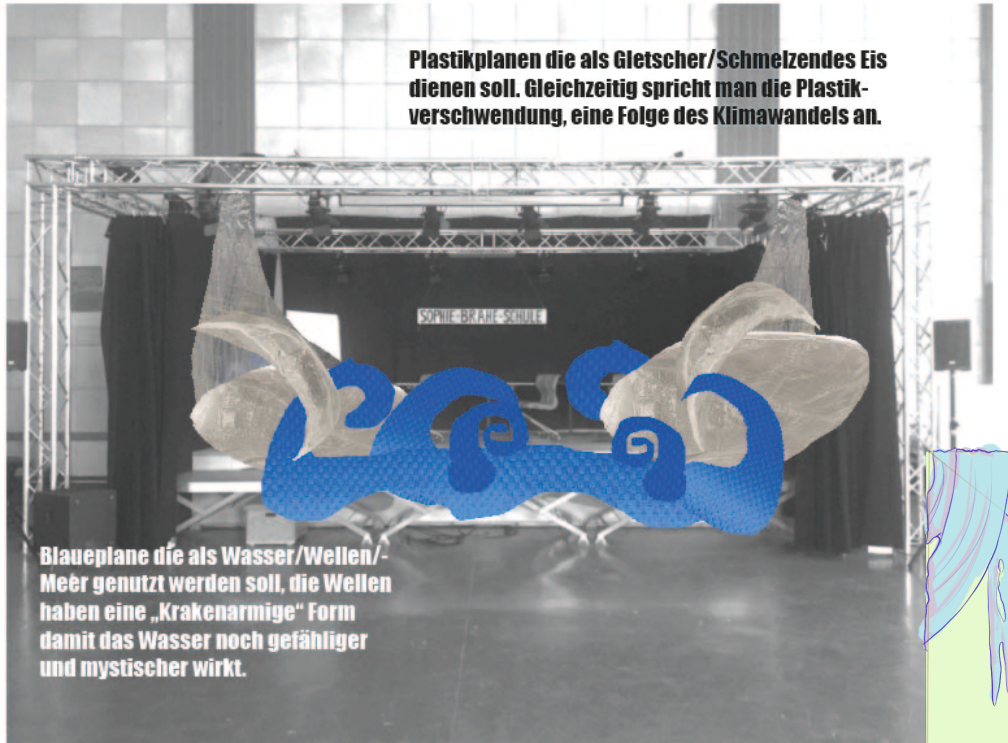 Plastikplanen die als Gletscher/Schmelzendes Eis
dienen soll. Gleichzeitig spricht man die Plastik-
verschwendung, eine Folge des Klimawandels an.
SOPHIE-BRAHE-SCHULE
Blaueplane die als Wasser/Wellen/-
Meer genutzt werden soll, die Wellen
haben eine „Krakenarmige“ Form
damit das Wasser noch gefähliger
und mystischer wirkt.